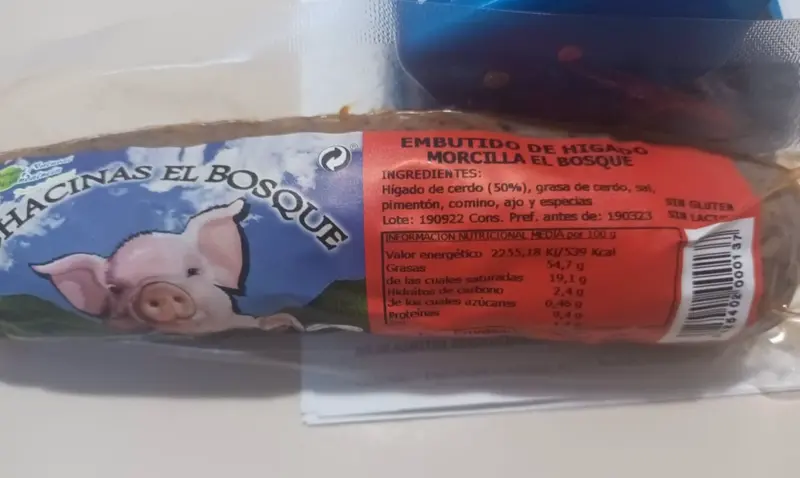 CHACINAS EL BOSQUE
EMBUTIDO DE HIGADO
MORCILLA EL BOSQUE
INGREDIENTES:
Hígado de cerdo (50%), grasa de cerdo, sal,
pimentón, comino, ajo y especias
Lote: 190922 Cons. Pref. antes de: 190323
SIN GLUTEN
SIN LACT
INFORMACION NUTRICIONAL MEDIA por 100 g
Valor energético 2255,18 KJ/539 Kcal
Grasas 54,7 g
de las cuales saturadas 19,1 g
Hidratos de carbono 2,4 g
de los cuales azúcares 0,46 g
Proteínas 9,4 g